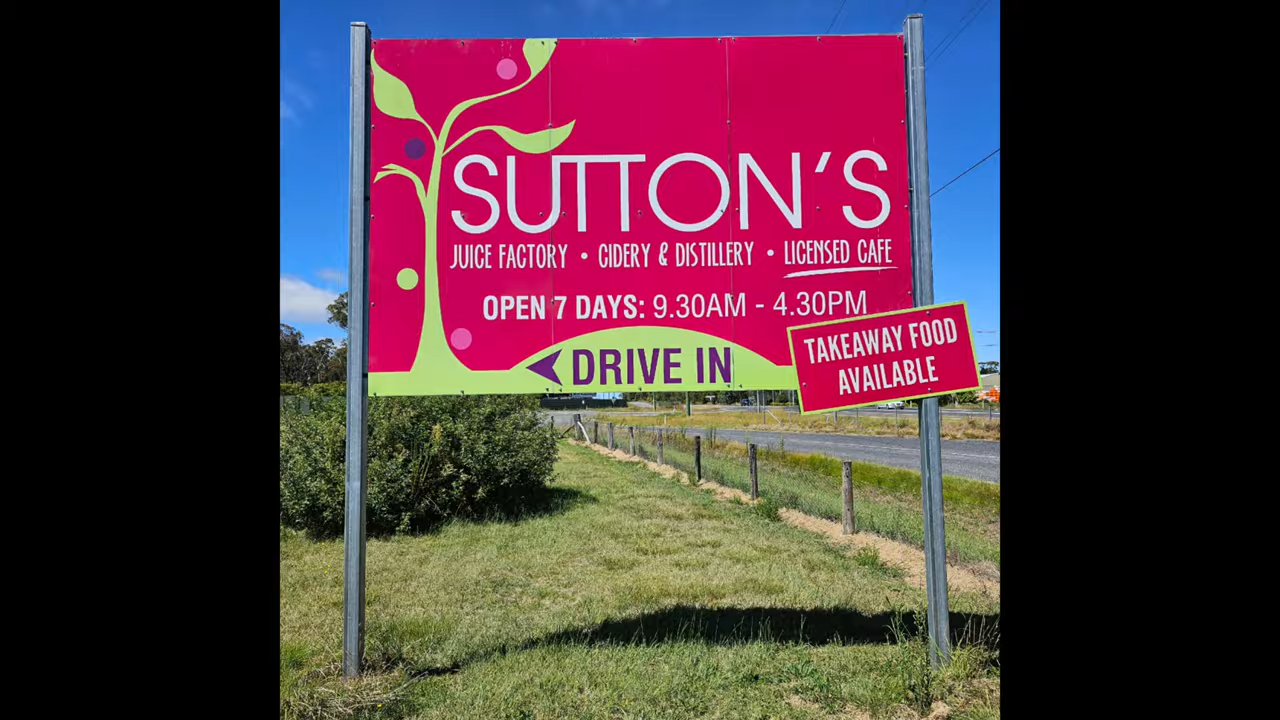 SUTTON'S
JUICE FACTORY • CIDERY & DISTILLERY • LICENSED CAFE
OPEN 7 DAYS: 9.30AM - 4.30PM
DRIVE IN
TAKEAWAY FOOD
AVAILABLE